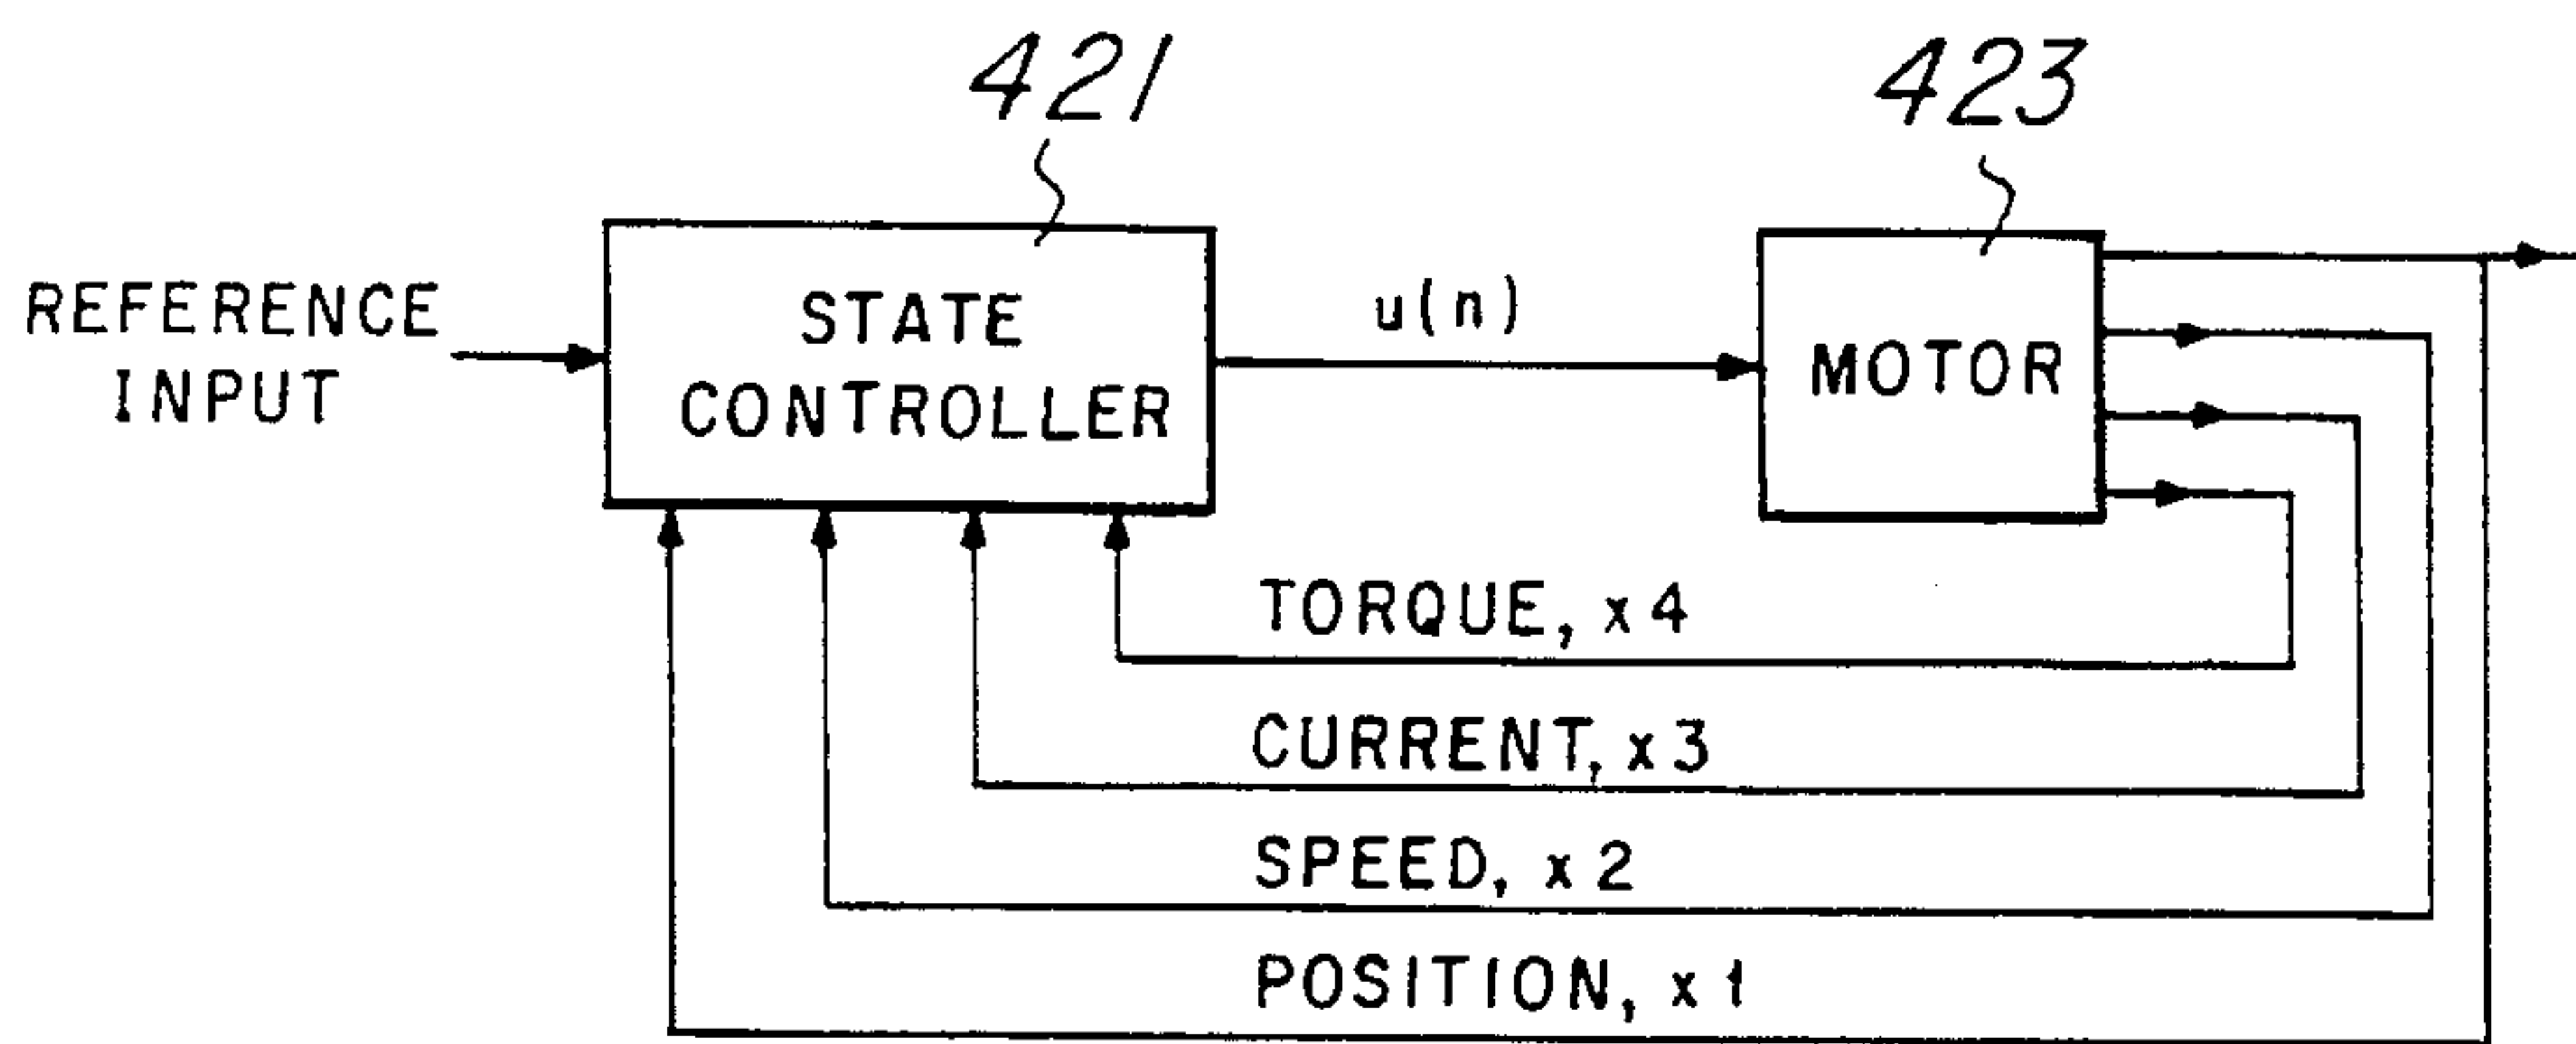 421
423
REFERENCE
INPUT
STATE
CONTROLLER
u(n)
MOTOR
TORQUE, x4
CURRENT, x3
SPEED, x2
POSITION, x1